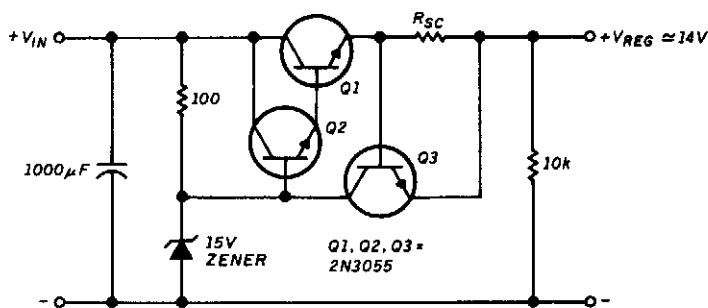 RSC
+VIN
+VREG ≃14V
Q1
100
Q2
Q3
1000µF
10k
15V
ZENER
Q1, Q2, Q3=
2N3055
-
-